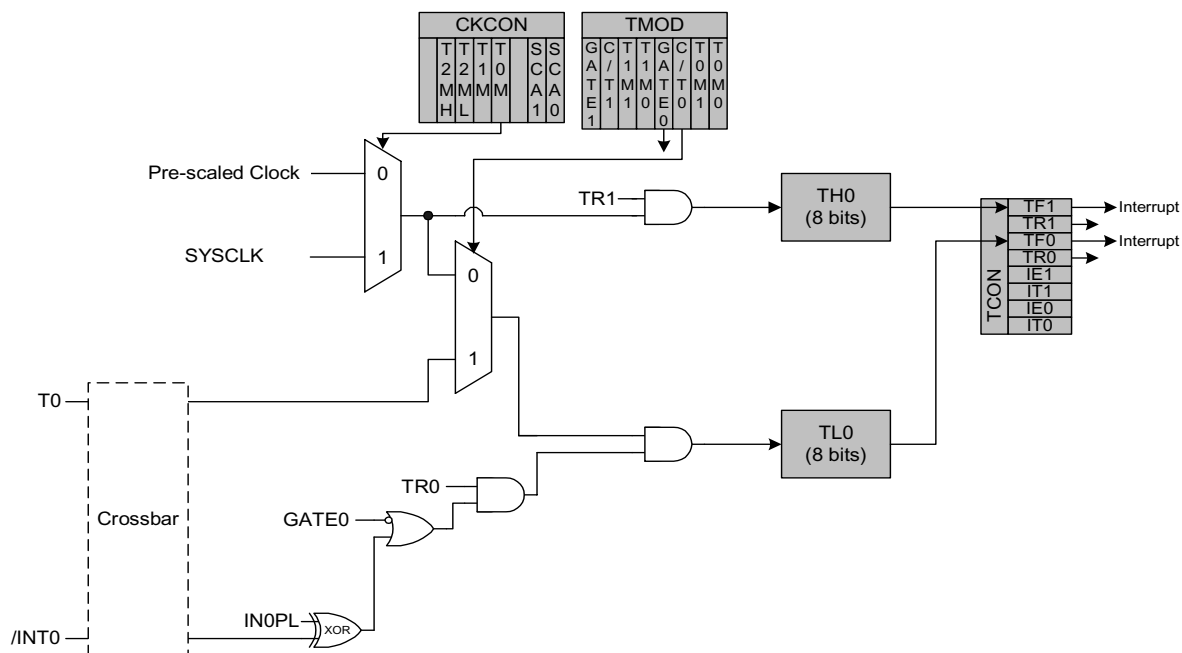 CKCON
T2MH T2ML T1M T0M SCA1 SCA0
TMOD
GATE1 C/T1 T1M1 T1M0 GATE0 C/T0 T0M1 T0M0
Pre-scaled Clock
0
SYSCLK
1
TR1
TH0
(8 bits)
TCON
TF1
TR1
TF0
TR0
IE1
IT1
IE0
IT0
Interrupt
Interrupt
0
1
T0
TL0
(8 bits)
TR0
Crossbar
GATE0
IN0PL
XOR
/INT0